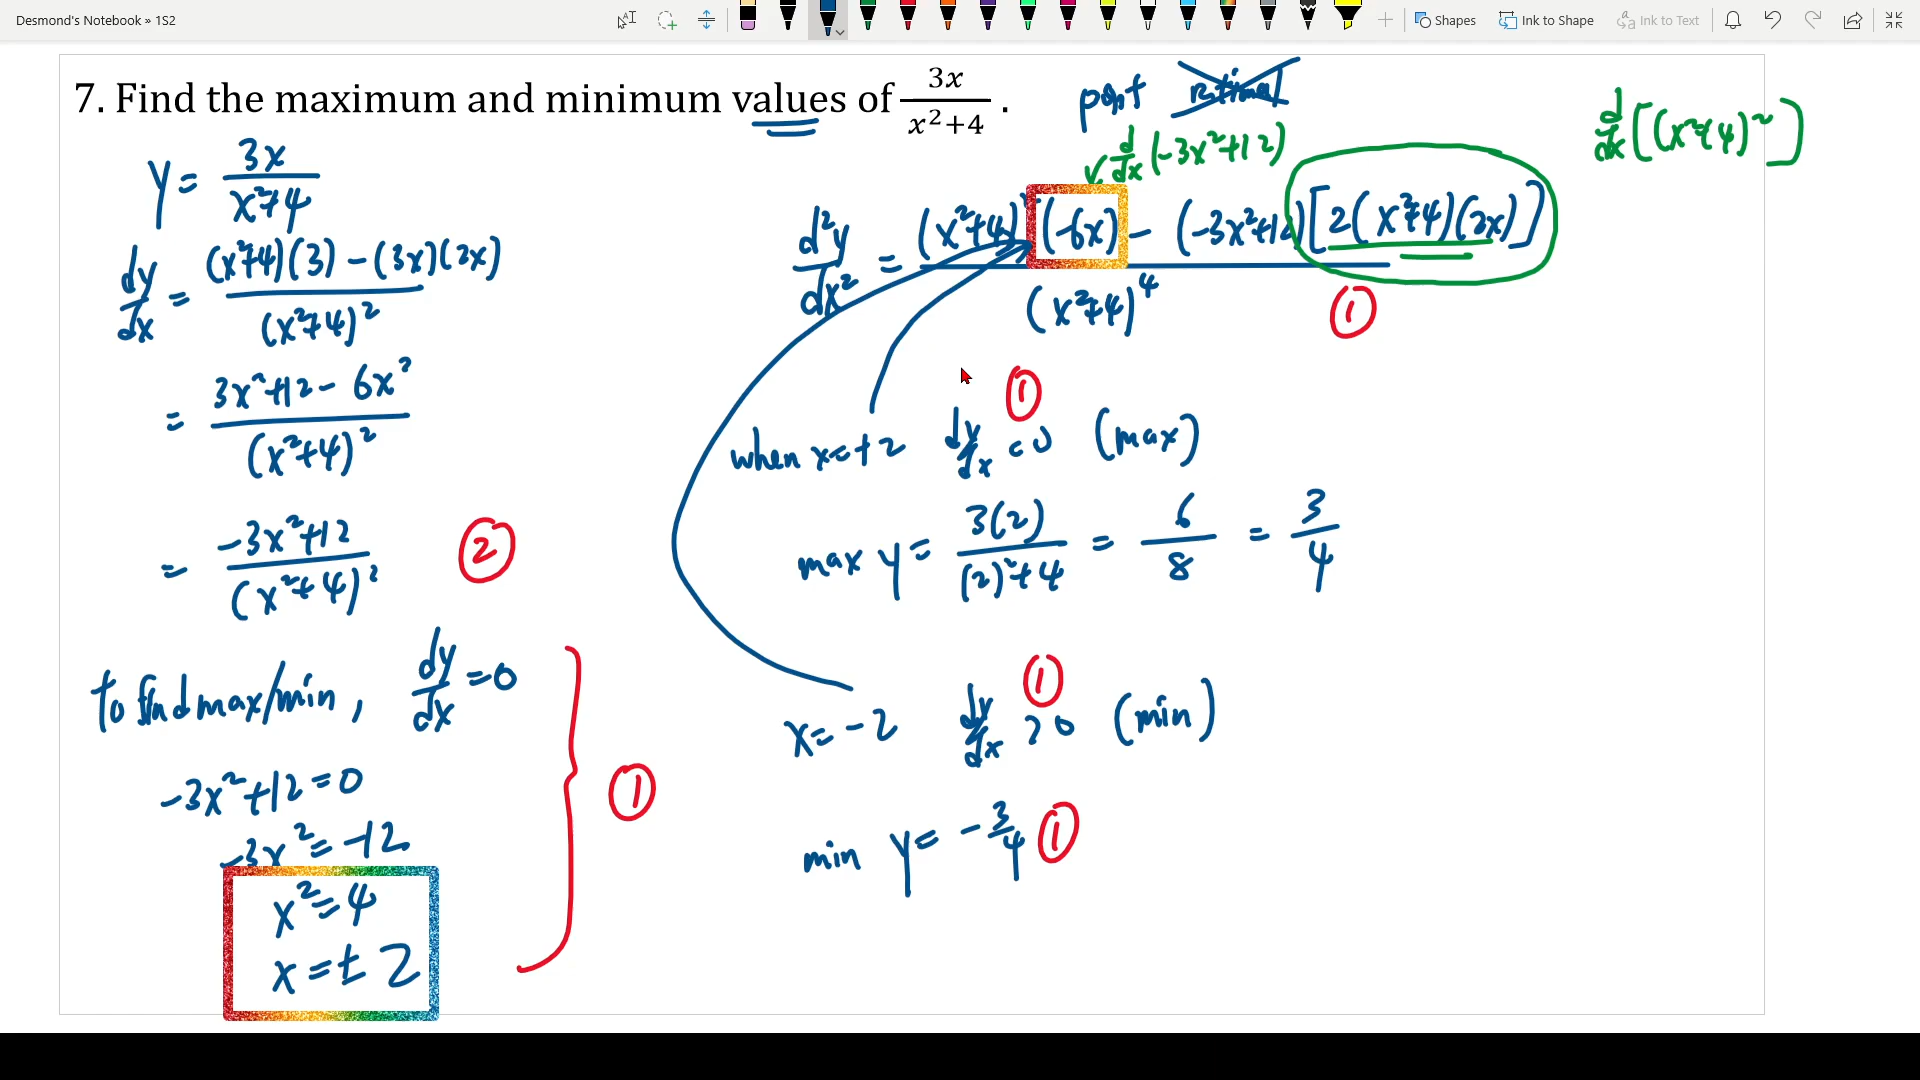 Desmond's Notebook » 1S2
Shapes
Ink to Shape
Ink to Text
7. Find the maximum and minimum values of 3x/(x²+4) .
y = 3x/(x²+4)
dy/dx = ((x²+4)(3) - (3x)(2x))/(x²+4)²
= (3x²+12 - 6x²)/(x²+4)²
= (-3x²+12)/(x²+4)² ②
to find max/min, dy/dx = 0
-3x²+12 = 0
-3x² = -12
x² = 4
x = ± 2
①
d/dx (-3x²+12)
d/dx [(x²+4)²]
d²y/dx² = ((x²+4)²(-6x) - (-3x²+12)[2(x²+4)(2x)])/(x²+4)⁴
①
①
when x = +2 dy/dx < 0 (max)
max y = 3(2)/((2)²+4) = 6/8 = 3/4
①
x = -2 dy/dx > 0 (min)
min y = -3/4 ①